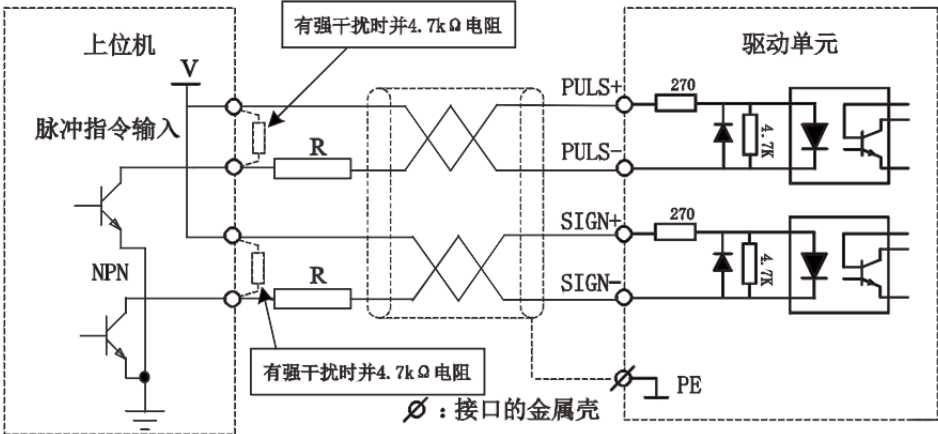 有强干扰时并4.7kΩ电阻
上位机
驱动单元
V
PULS+
270
脉冲指令输入
4.7K
R
PULS-
SIGN+
270
NPN
4.7K
R
SIGN-
有强干扰时并4.7kΩ电阻
PE
:接口的金属壳